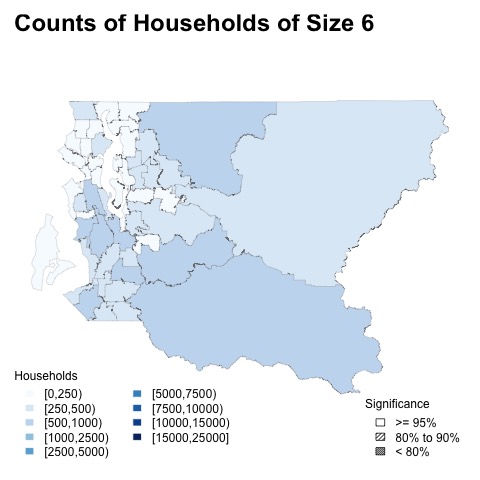 Counts of Households of Size 6
Households
[0,250)
[250,500)
[500,1000)
[1000,2500)
[2500,5000)
[5000,7500)
[7500,10000)
[10000,15000)
[15000,25000]
Significance
>= 95%
80% to 90%
< 80%